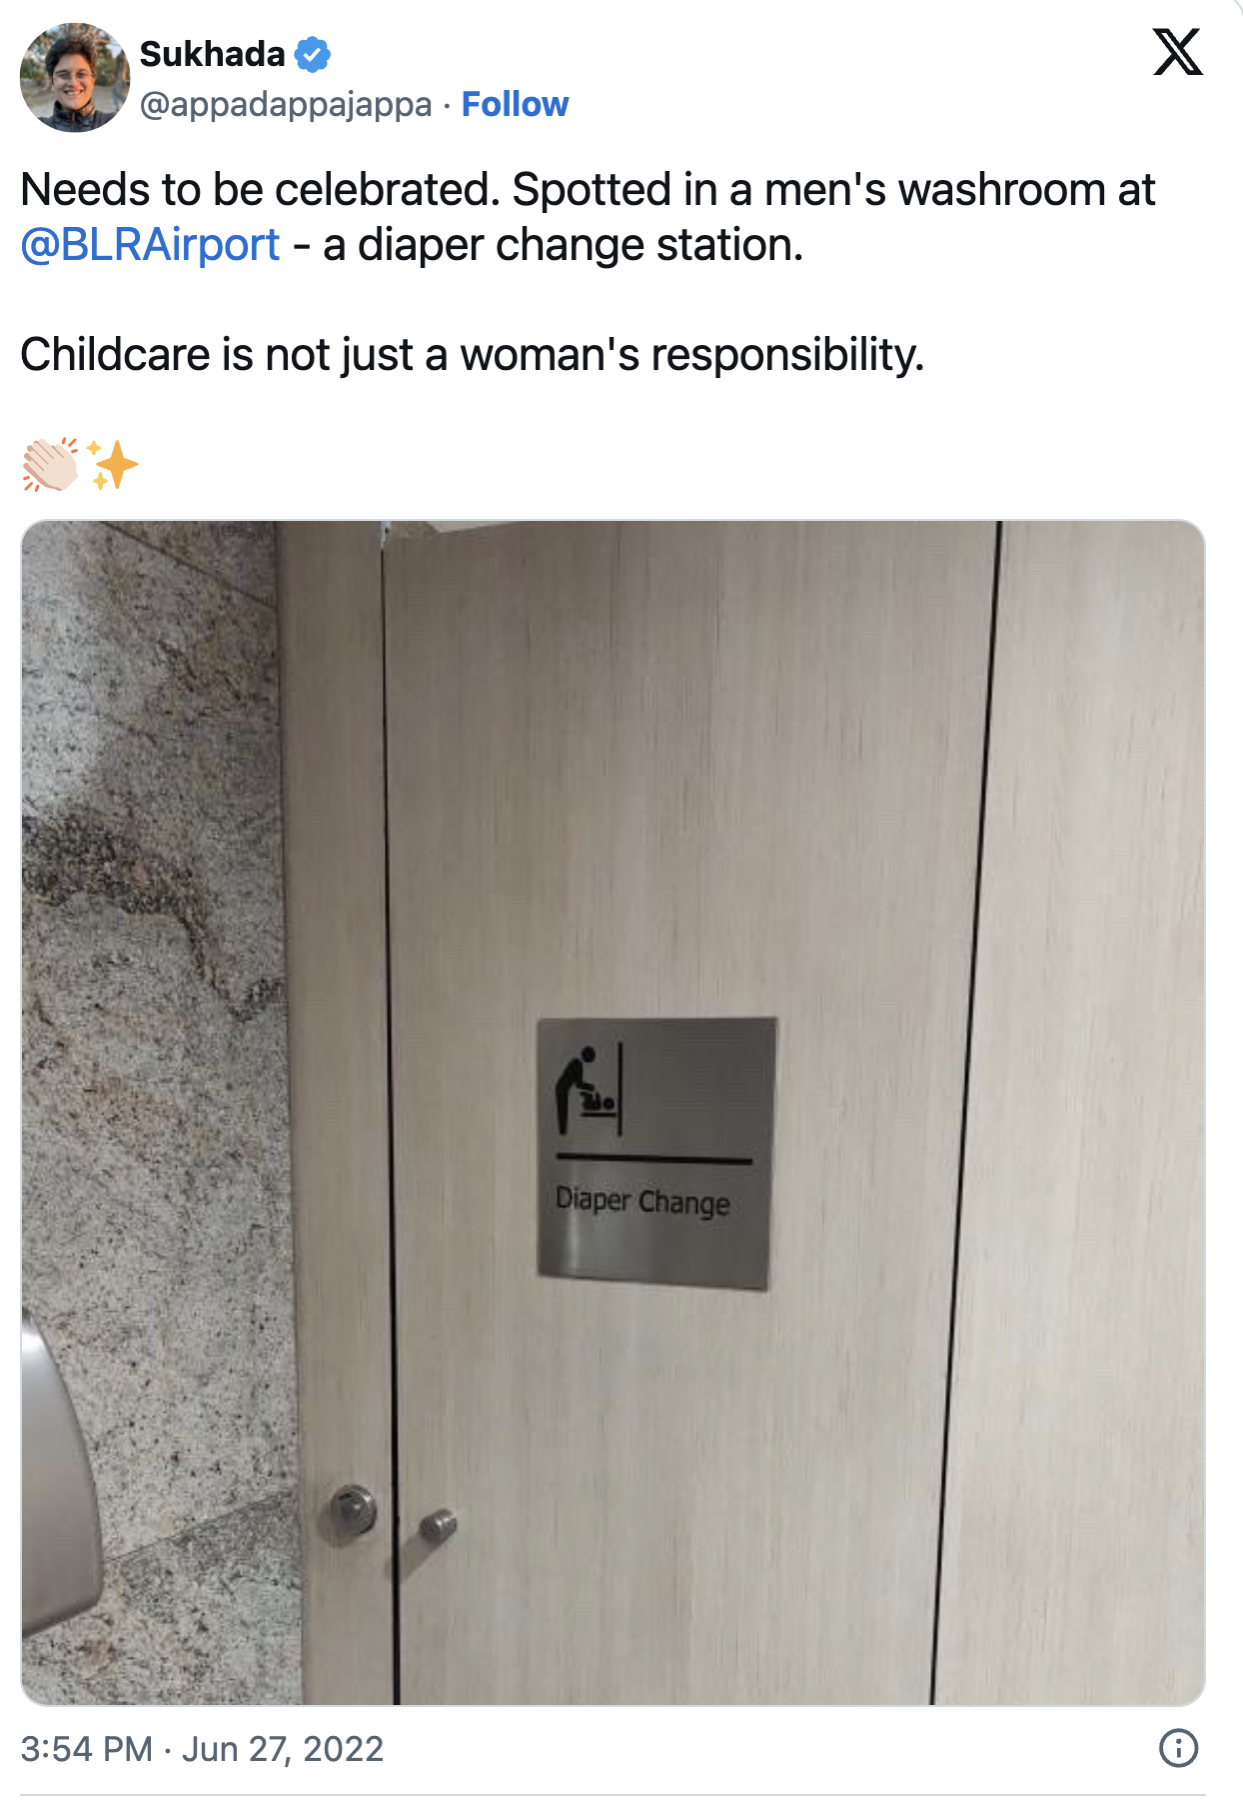 Sukhada
@appadappajappa · Follow
Needs to be celebrated. Spotted in a men's washroom at
@BLRAirport - a diaper change station.
Childcare is not just a woman's responsibility.
👏🏻✨
Diaper Change
3:54 PM · Jun 27, 2022